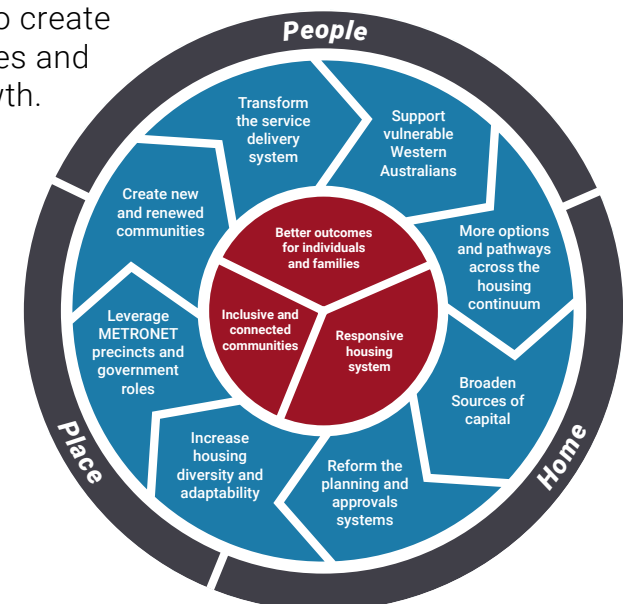 o create
es and
vth.
People
Transform
the service
delivery
system
Support
vulnerable
Western
Australians
More options
and pathways
across the
housing
continuum
Broaden
Sources of
capital
Reform the
planning and
approvals
systems
Increase
housing
diversity and
adaptability
Leverage
METRONET
precincts and
government
roles
Create new
and renewed
communities
Better outcomes
for individuals
and families
Inclusive and
connected
communities
Responsive
housing
system
Place
Home